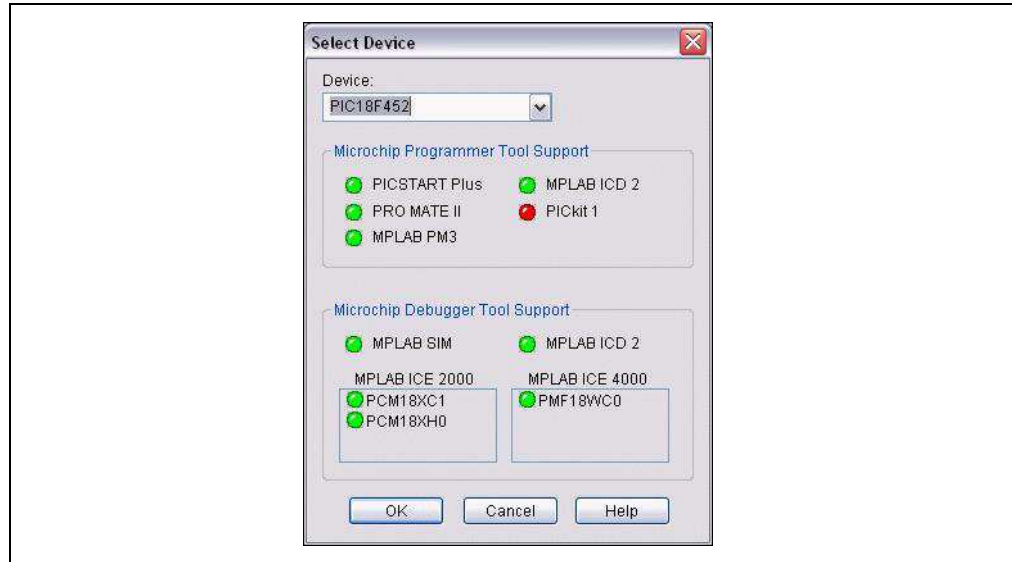 Select Device
Device:
PIC18F452
Microchip Programmer Tool Support
PICSTART Plus MPLAB ICD 2
PRO MATE II PICkit 1
MPLAB PM3
Microchip Debugger Tool Support
MPLAB SIM MPLAB ICD 2
MPLAB ICE 2000 MPLAB ICE 4000
PCM18XC1 PMF18WC0
PCM18XH0
OK Cancel Help